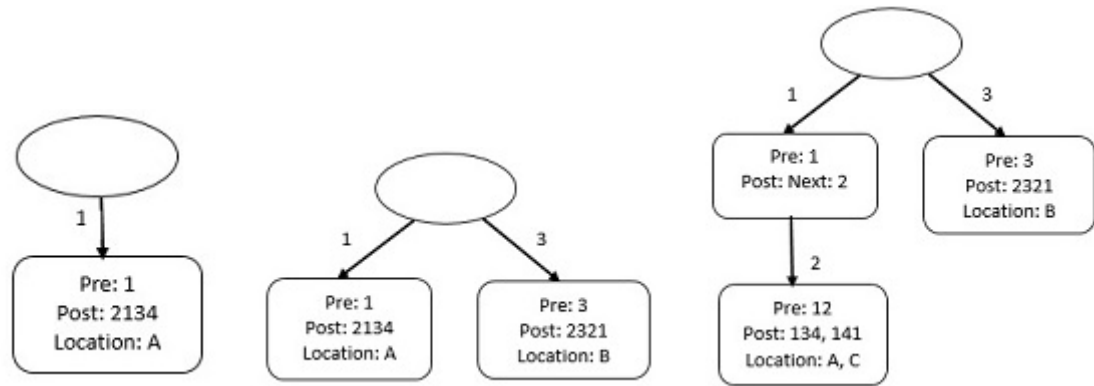 1
Pre: 1
Post: 2134
Location: A
1
3
Pre: 1
Post: 2134
Location: A
Pre: 3
Post: 2321
Location: B
1
3
Pre: 1
Post: Next: 2
Pre: 3
Post: 2321
Location: B
2
Pre: 12
Post: 134, 141
Location: A, C